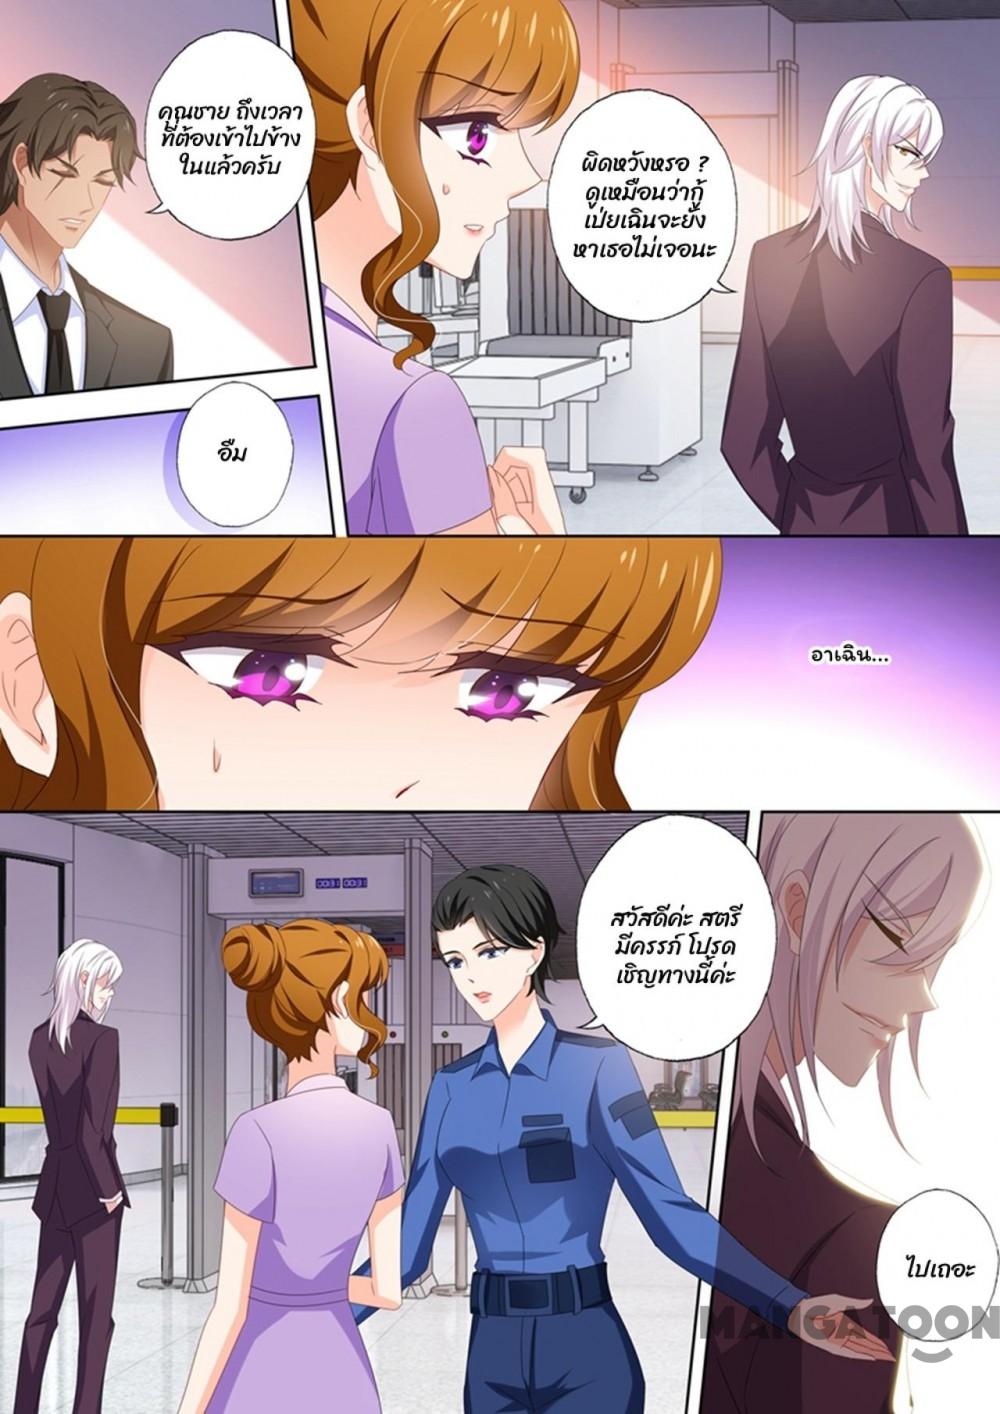 คุณชาย ถึงเวลา
ที่ต้องเข้าไปข้าง
ในแล้วครับ
ผิดหวังหรอ ?
ดูเหมือนว่ากู้
เป่ยเฉินจะยัง
หาเธอไม่เจอนะ
อืม
อาเฉิน...
00:31 00:31
สวัสดีค่ะ สตรี
มีครรภ์ โปรด
เชิญทางนี้ค่ะ
ไปเถอะ
MANGATOON